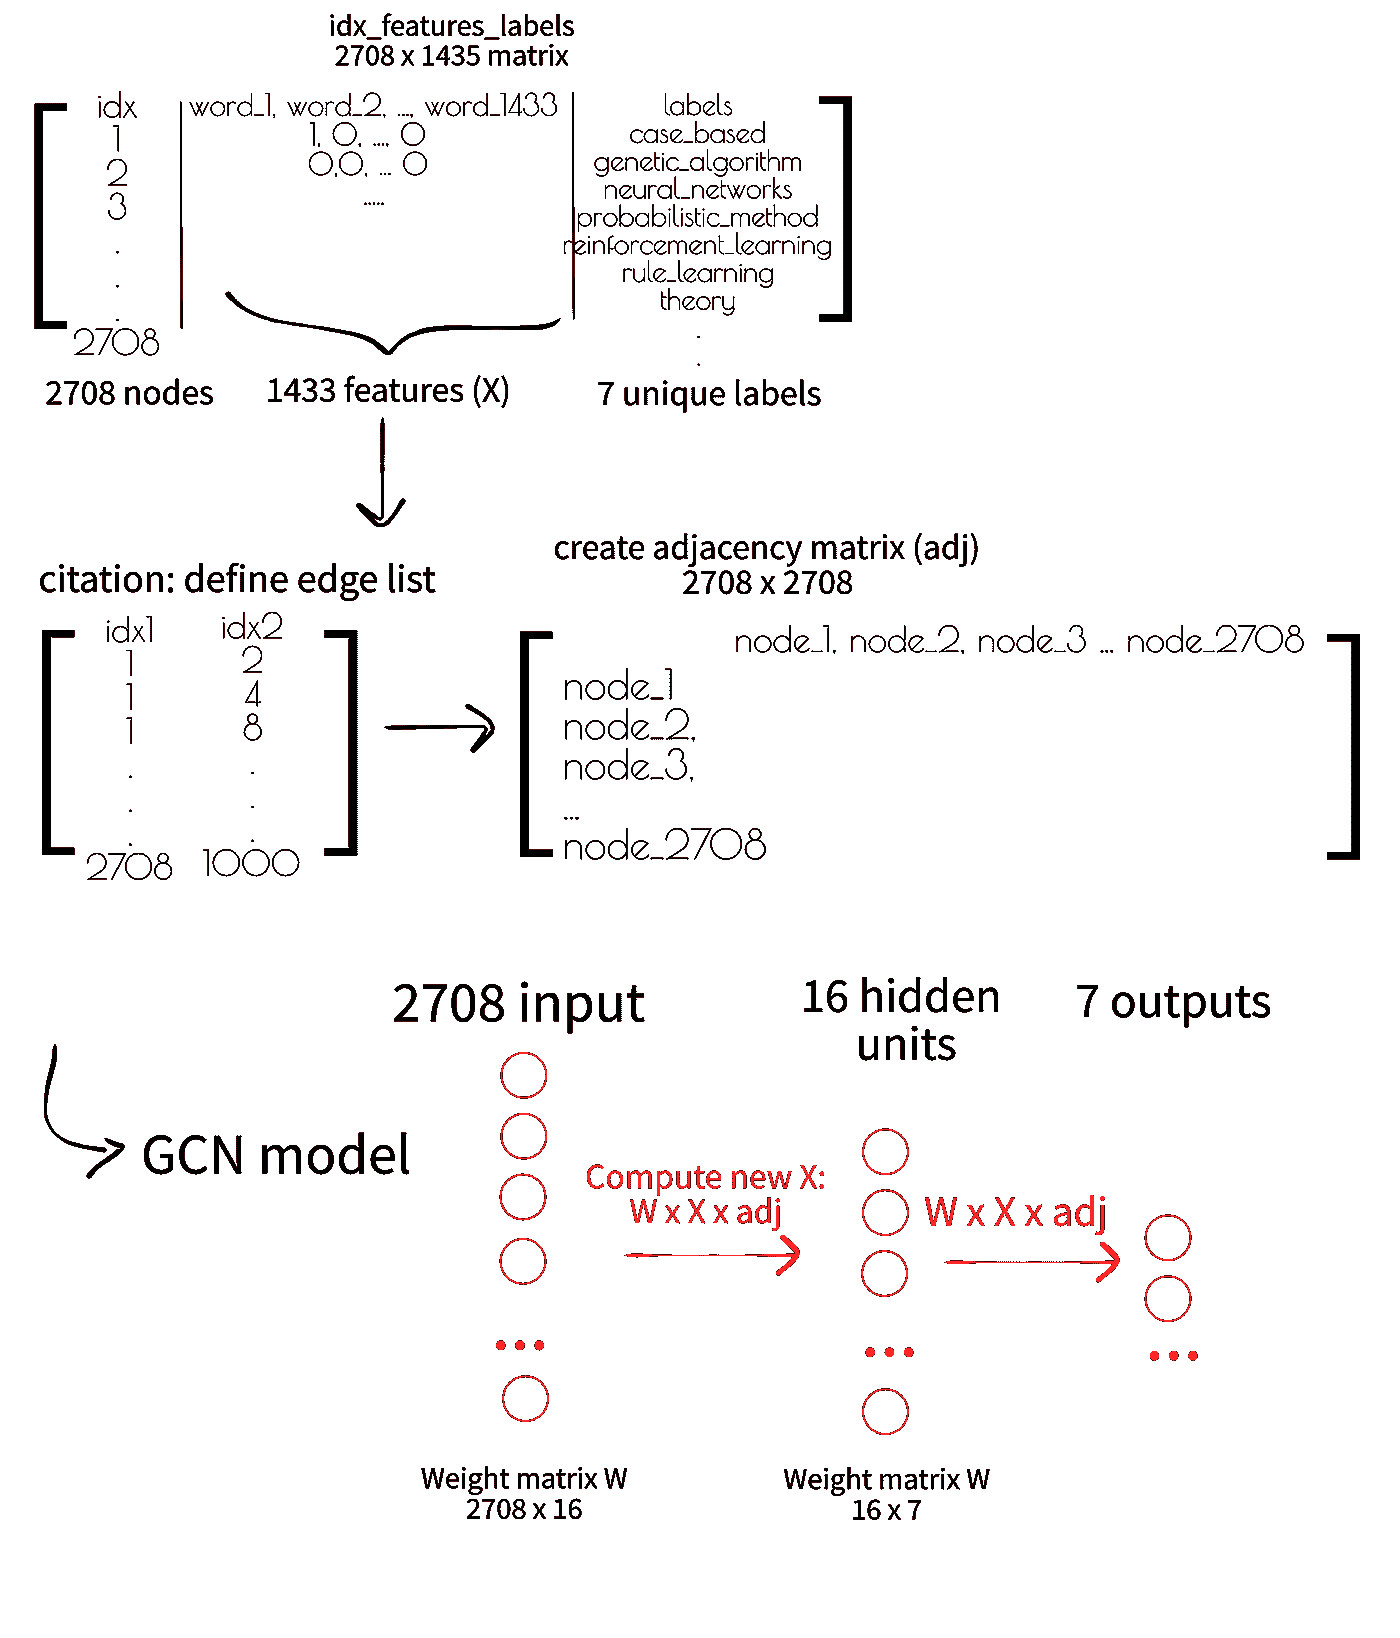 idx_features_labels
2708 x 1435 matrix
idx
word_1, word_2, ..., word_1433
labels
1
1, 0, ..., 0
case_based
2
0,0, ... 0
genetic_algorithm
3
.....
neural_networks
probabilistic_method
.
reinforcement_learning
.
rule_learning
.
theory
2708
.
.
2708 nodes
1433 features (X)
7 unique labels
citation: define edge list
create adjacency matrix (adj)
2708 x 2708
idx1 idx2
1 2
1 4
1 8
. .
. .
. .
2708 1000
node_1, node_2, node_3 ... node_2708
node_1
node_2,
node_3,
...
node_2708
2708 input
16 hidden
units
7 outputs
GCN model
Compute new X:
W x X x adj
W x X x adj
...
...
...
Weight matrix W
2708 x 16
Weight matrix W
16 x 7